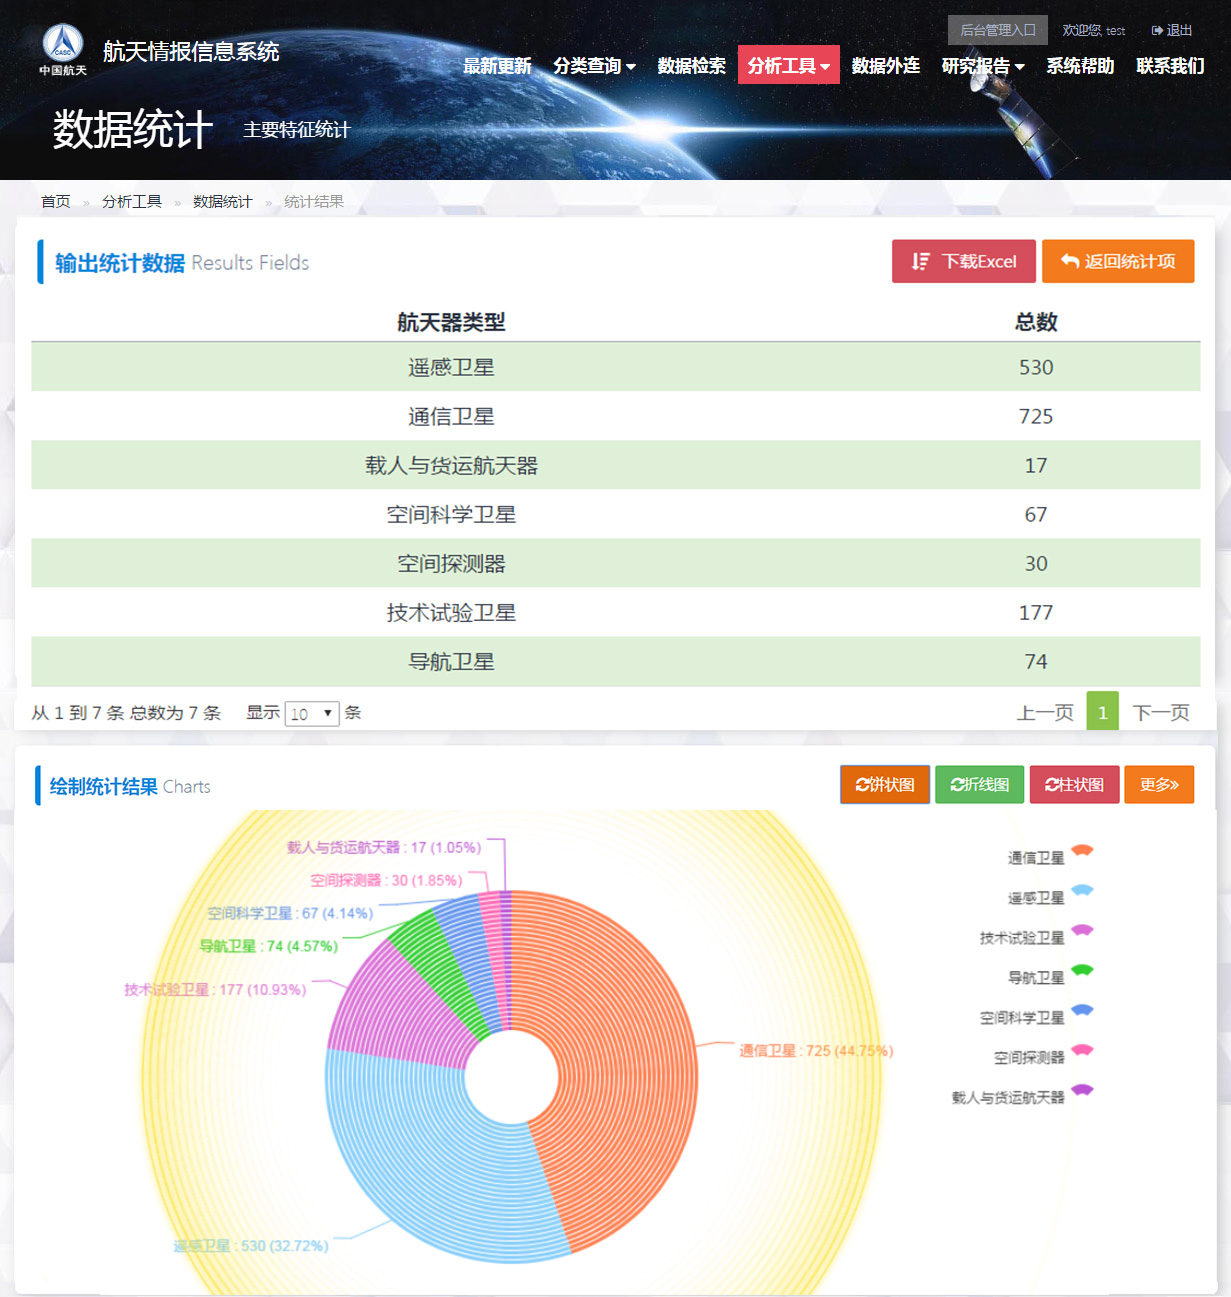 后台管理入口 欢迎您, test 退出
CASC
中国航天
航天情报信息系统
最新更新 分类查询 数据检索 分析工具 数据外连 研究报告 系统帮助 联系我们
数据统计 主要特征统计
首页 » 分析工具 » 数据统计 » 统计结果
输出统计数据 Results Fields 下载Excel 返回统计项
航天器类型 总数
遥感卫星 530
通信卫星 725
载人与货运航天器 17
空间科学卫星 67
空间探测器 30
技术试验卫星 177
导航卫星 74
从 1 到 7 条 总数为 7 条 显示 10 条 上一页 1 下一页
绘制统计结果 Charts 饼状图 折线图 柱状图 更多»
载人与货运航天器 : 17 (1.05%)
空间探测器 : 30 (1.85%)
空间科学卫星 : 67 (4.14%)
导航卫星 : 74 (4.57%)
技术试验卫星 : 177 (10.93%)
通信卫星 : 725 (44.75%)
遥感卫星 : 530 (32.72%)
通信卫星
遥感卫星
技术试验卫星
导航卫星
空间科学卫星
空间探测器
载人与货运航天器